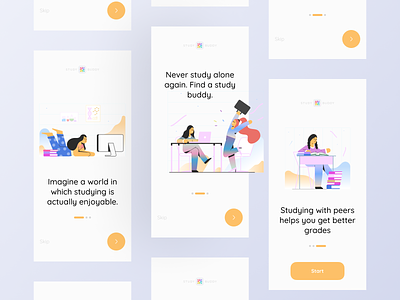 Skip
Imagine a world in
which studying is
actually enjoyable.
Skip
Never study alone
again. Find a study
buddy.
Skip
Skip
Studying with peers
helps you get better
grades
Start